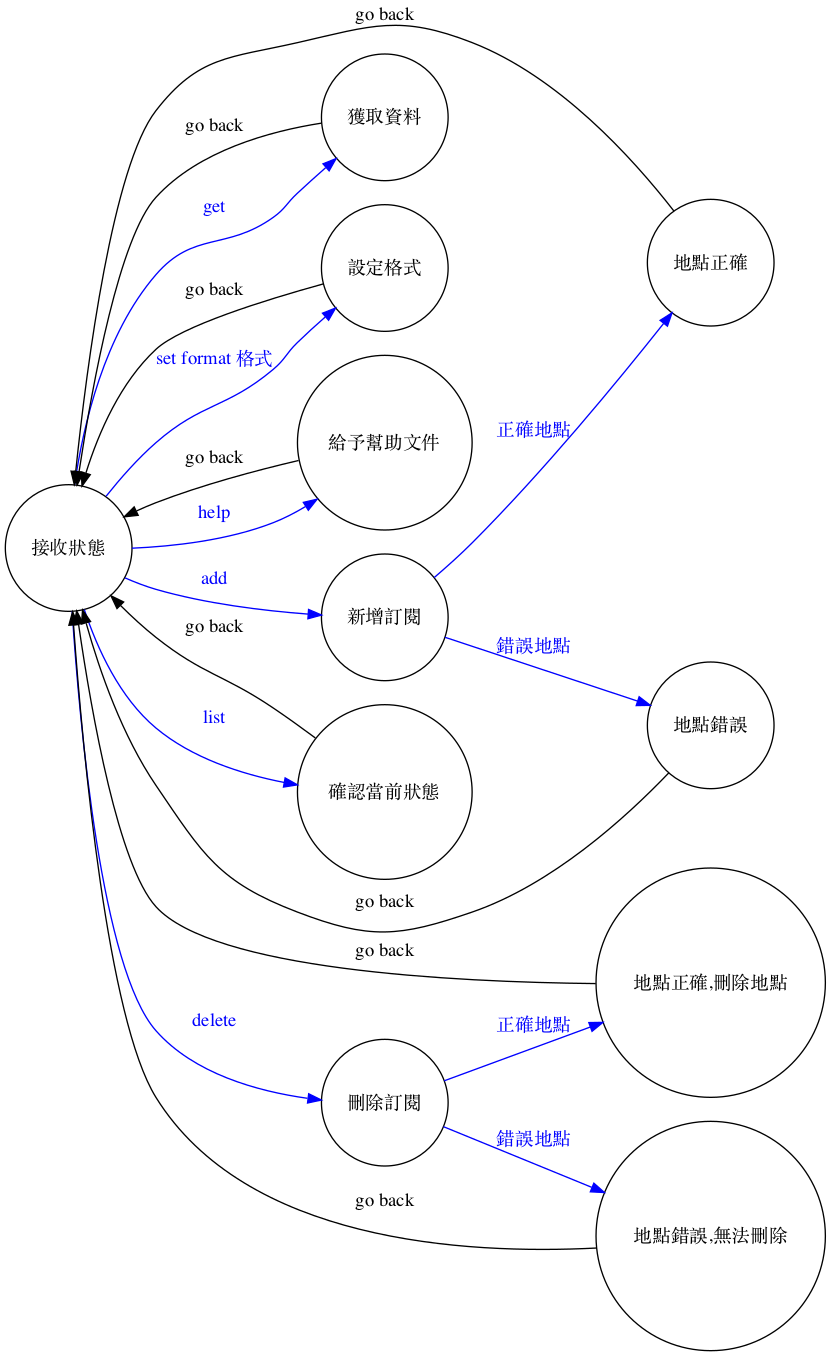 go back
獲取資料
go back
get
地點正確
設定格式
go back
set format 格式
正確地點
給予幫助文件
go back
help
接收狀態
add
新增訂閱
go back
錯誤地點
list
地點錯誤
確認當前狀態
go back
go back
地點正確,刪除地點
delete
正確地點
刪除訂閱
錯誤地點
go back
地點錯誤,無法刪除